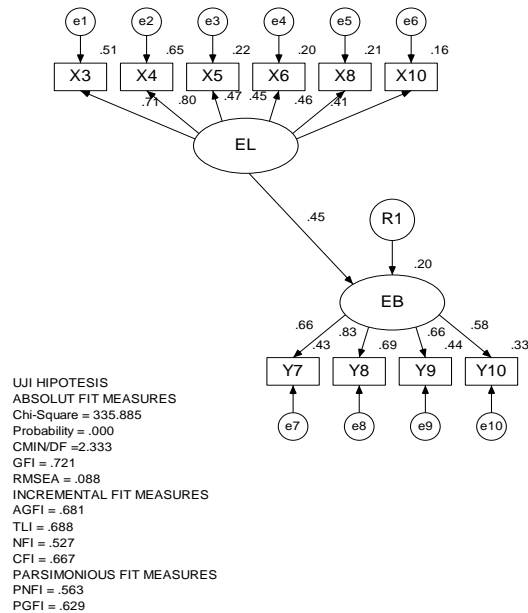 e1 e2 e3 e4 e5 e6
.51 .65 .22 .20 .21 .16
X3 X4 X5 X6 X8 X10
.71 .80 .47 .45 .46 .41
EL
.45
R1
.20
EB
.66 .83 .66 .58
.43 .69 .44 .33
Y7 Y8 Y9 Y10
e7 e8 e9 e10
UJI HIPOTESIS
ABSOLUT FIT MEASURES
Chi-Square = 335.885
Probability = .000
CMIN/DF =2.333
GFI = .721
RMSEA = .088
INCREMENTAL FIT MEASURES
AGFI = .681
TLI = .688
NFI = .527
CFI = .667
PARSIMONIOUS FIT MEASURES
PNFI = .563
PGFI = .629